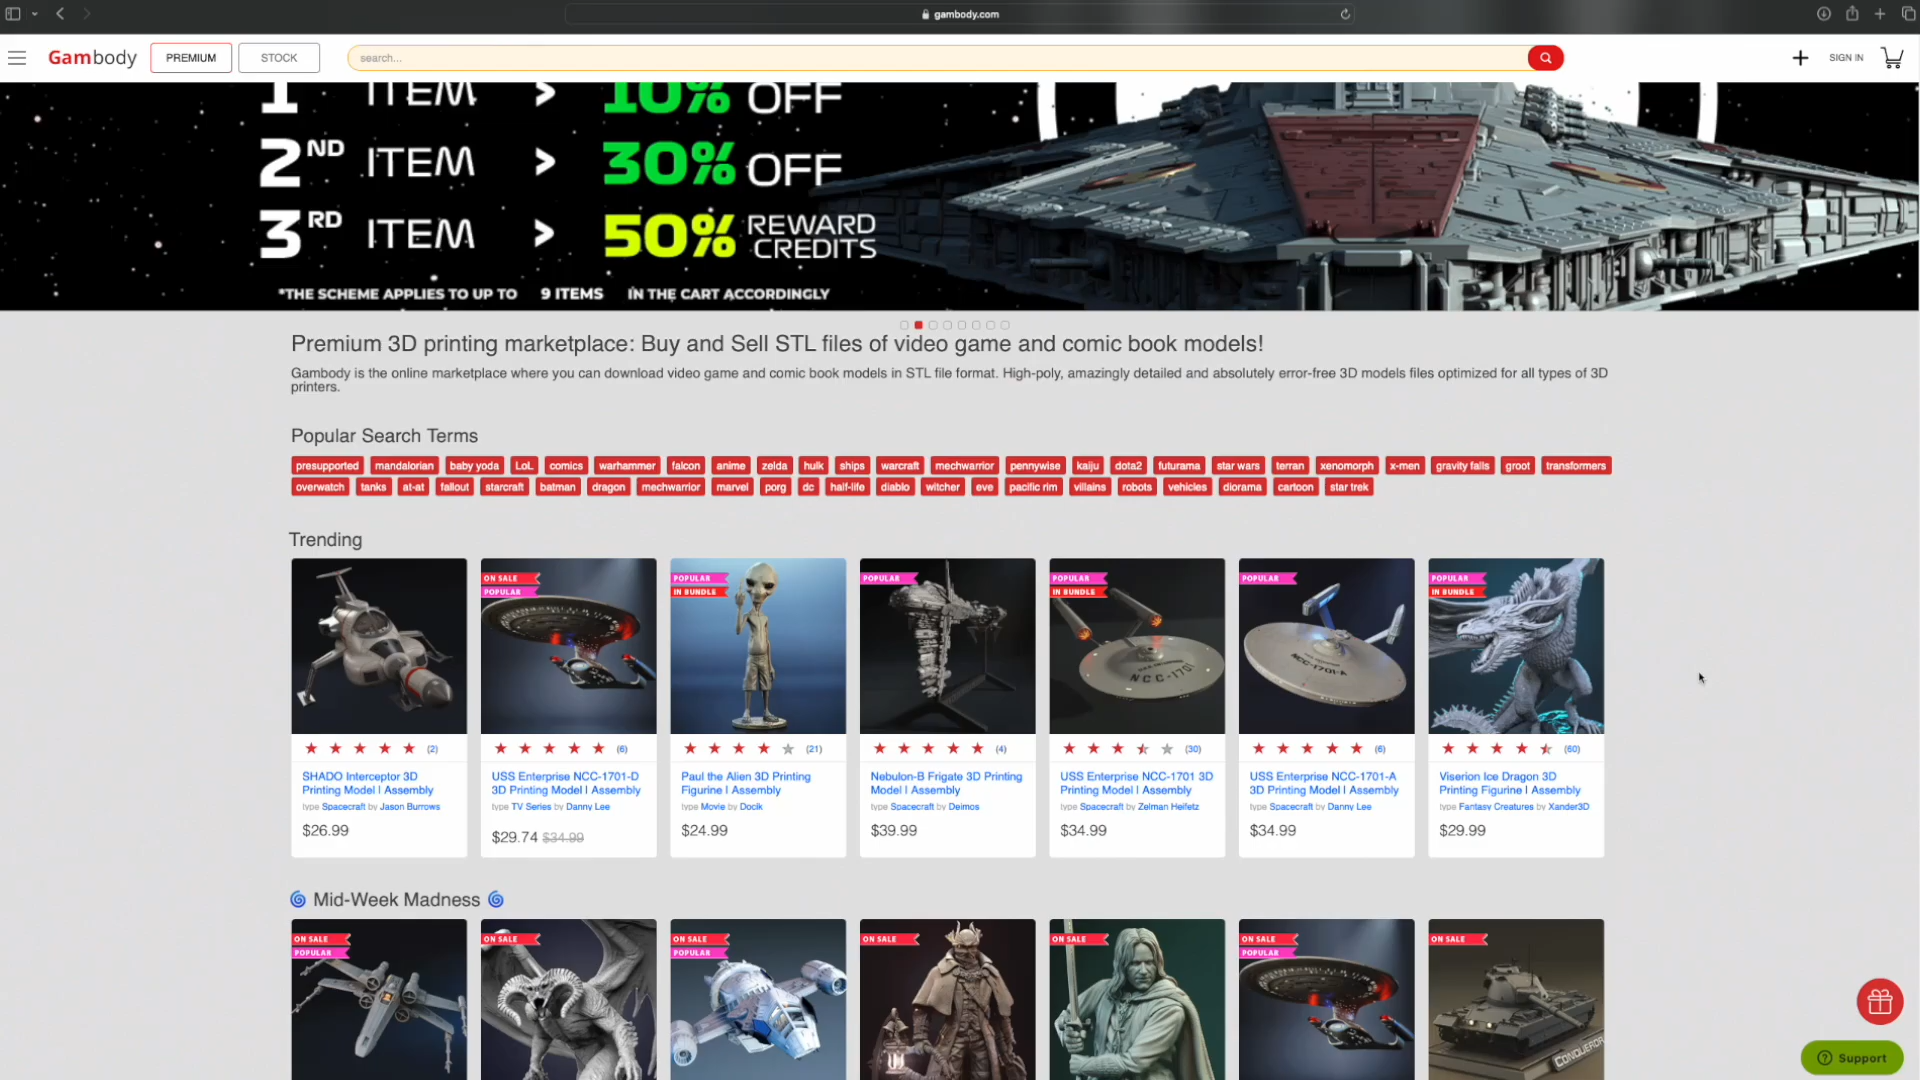 gambody.com
Gambody PREMIUM STOCK search... SIGN IN
1 ITEM > 10% OFF
2ND ITEM > 30% OFF
3RD ITEM > 50% REWARD CREDITS
*THE SCHEME APPLIES TO UP TO 9 ITEMS IN THE CART ACCORDINGLY
Premium 3D printing marketplace: Buy and Sell STL files of video game and comic book models!
Gambody is the online marketplace where you can download video game and comic book models in STL file format. High-poly, amazingly detailed and absolutely error-free 3D models files optimized for all types of 3D
printers.
Popular Search Terms
presupported mandalorian baby yoda LoL comics warhammer falcon anime zelda hulk ships warcraft mechwarrior pennywise kaiju dota2 futurama star wars terran xenomorph x-men gravity falls groot transformers
overwatch tanks at-at fallout starcraft batman dragon mechwarrior marvel porg dc half-life diablo witcher eve pacific rim villains robots vehicles diorama cartoon star trek
Trending
(2)
SHADO Interceptor 3D
Printing Model | Assembly
type Spacecraft by Jason Burrows
$26.99
ON SALE
POPULAR
(6)
USS Enterprise NCC-1701-D
3D Printing Model | Assembly
type TV Series by Danny Lee
$29.74 $34.99
POPULAR
IN BUNDLE
(21)
Paul the Alien 3D Printing
Figurine | Assembly
type Movie by Docik
$24.99
POPULAR
(4)
Nebulon-B Frigate 3D Printing
Model | Assembly
type Spacecraft by Deimos
$39.99
POPULAR
IN BUNDLE
NCC-1701
(30)
USS Enterprise NCC-1701 3D
Printing Model | Assembly
type Spacecraft by Zelman Heifetz
$34.99
POPULAR
NCC-1701-A
(6)
USS Enterprise NCC-1701-A
3D Printing Model | Assembly
type Spacecraft by Danny Lee
$34.99
POPULAR
IN BUNDLE
(60)
Viserion Ice Dragon 3D
Printing Figurine | Assembly
type Fantasy Creatures by Xander3D
$29.99
Mid-Week Madness
ON SALE
POPULAR
ON SALE
ON SALE
POPULAR
ON SALE
ON SALE
ON SALE
POPULAR
ON SALE
CONQUEROR
Support